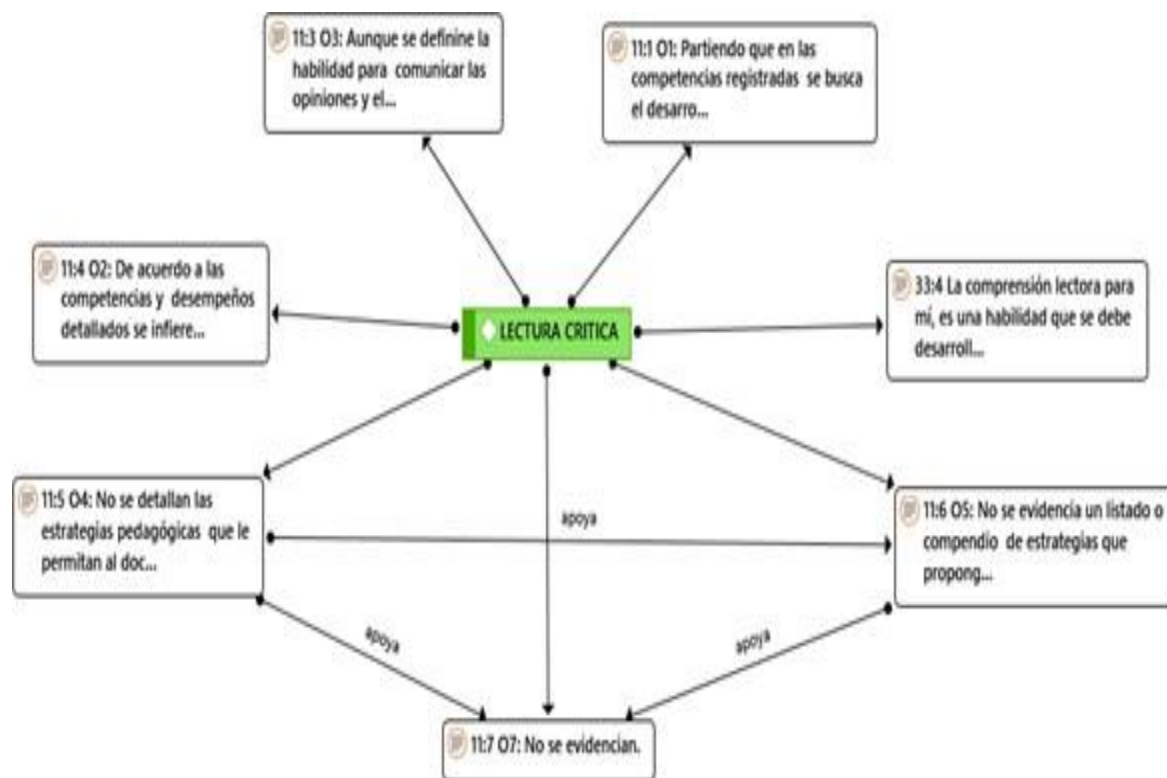 11:3 O3: Aunque se definine la
habilidad para comunicar las
opiniones y el...
11:1 O1: Partiendo que en las
competencias registradas se busca
el desarro...
11:4 O2: De acuerdo a las
competencias y desempeños
detallados se infiere...
LECTURA CRITICA
33:4 La comprensión lectora para
mí, es una habilidad que se debe
desarroll...
11:5 O4: No se detallan las
estrategias pedagógicas que le
permitan al doc...
apoya
11:6 O5: No se evidencia un listado o
compendio de estrategias que
propong...
apoya
apoya
11:7 O7: No se evidencian.